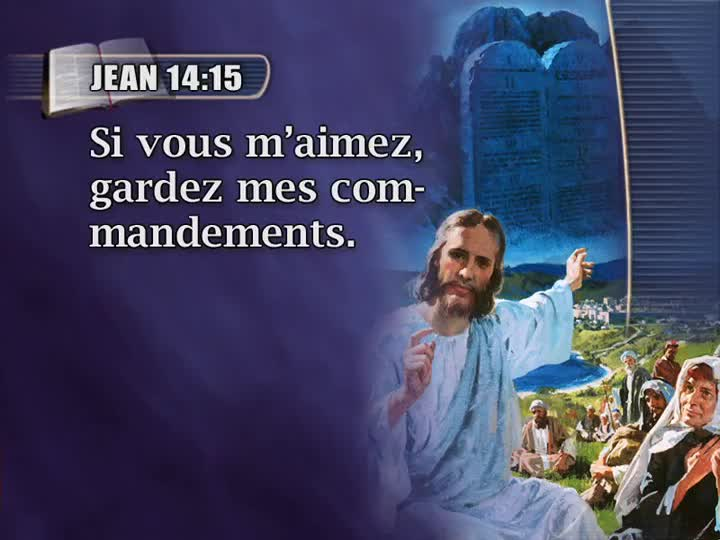 JEAN 14:15
Si vous m’aimez,
gardez mes com-
mandements.